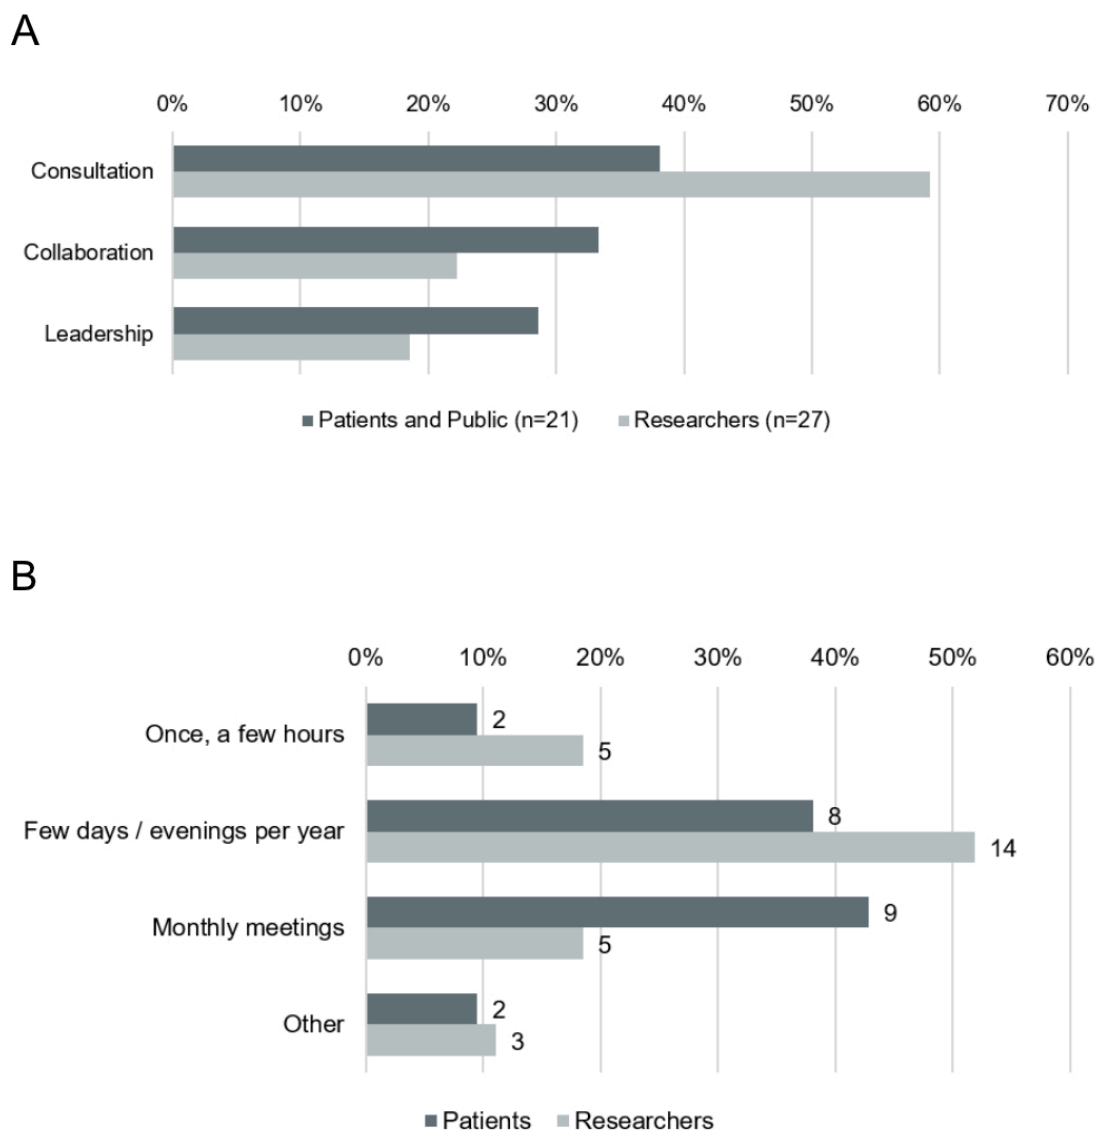 A
0% 10% 20% 30% 40% 50% 60% 70%
Consultation
Collaboration
Leadership
Patients and Public (n=21) Researchers (n=27)
B
0% 10% 20% 30% 40% 50% 60%
Once, a few hours 2
5
Few days / evenings per year 8
14
Monthly meetings 9
5
Other 2
3
Patients Researchers